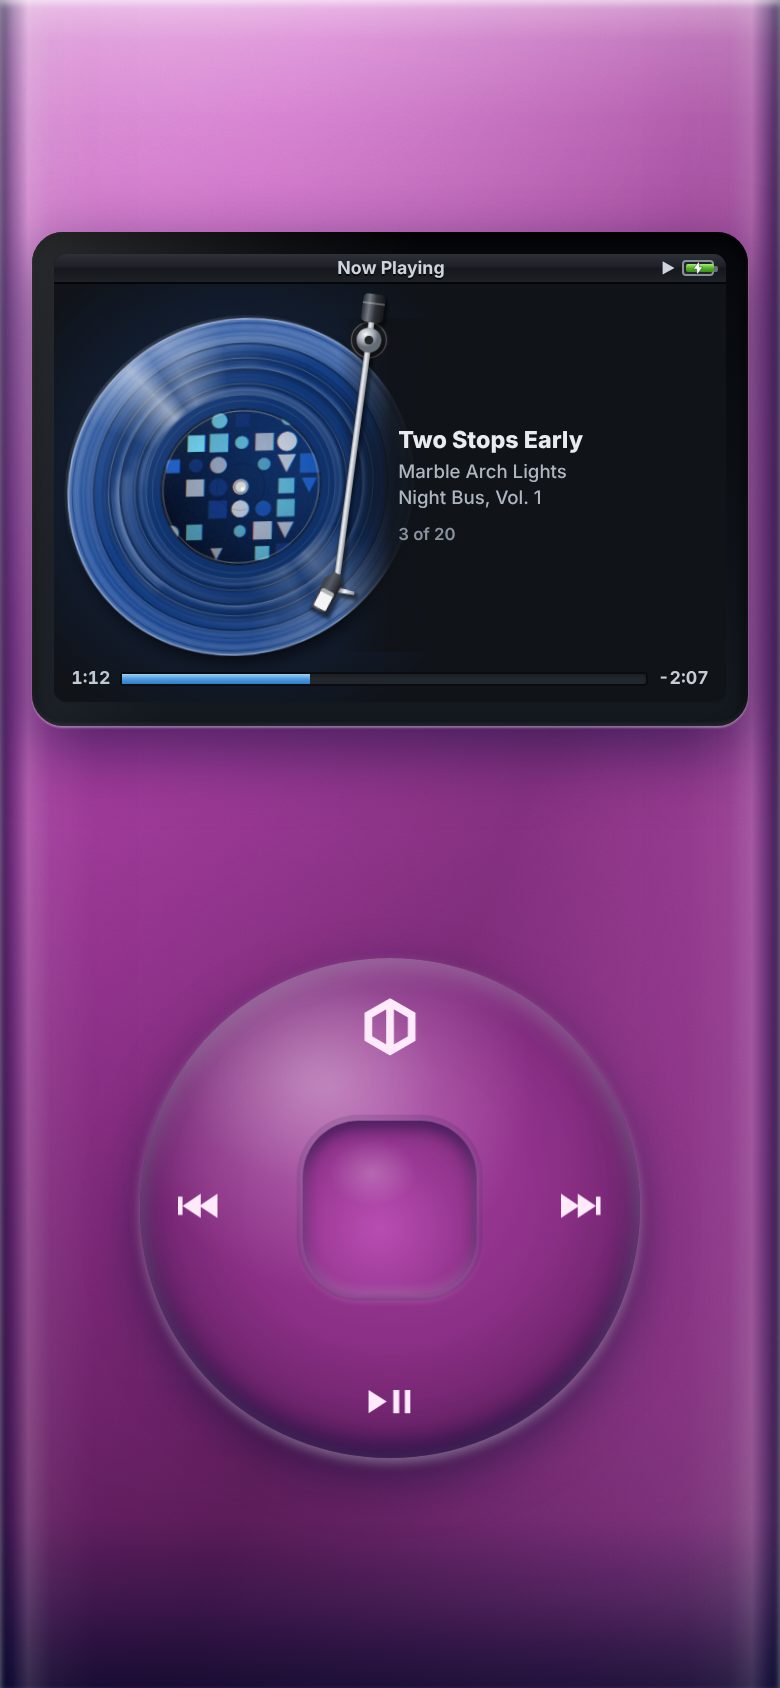 Now Playing
Two Stops Early
Marble Arch Lights
Night Bus, Vol. 1
3 of 20
1:12
-2:07